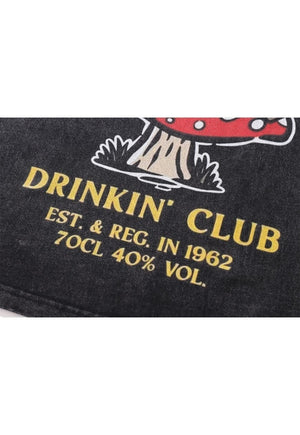 DRINKIN' CLUB
EST. & REG. IN 1962
70CL 40% VOL.